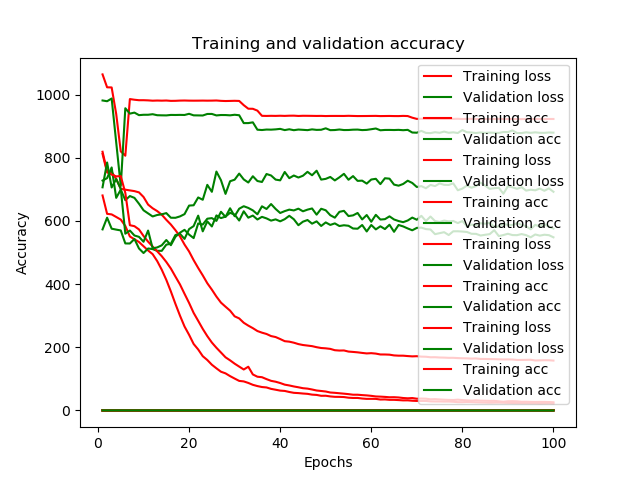 Training and validation accuracy
Accuracy
1000
800
600
400
200
0
0 20 40 60 80 100
Epochs
Training loss
Validation loss
Training acc
Validation acc
Training loss
Validation loss
Training acc
Validation acc
Training loss
Validation loss
Training acc
Validation acc
Training loss
Validation loss
Training acc
Validation acc